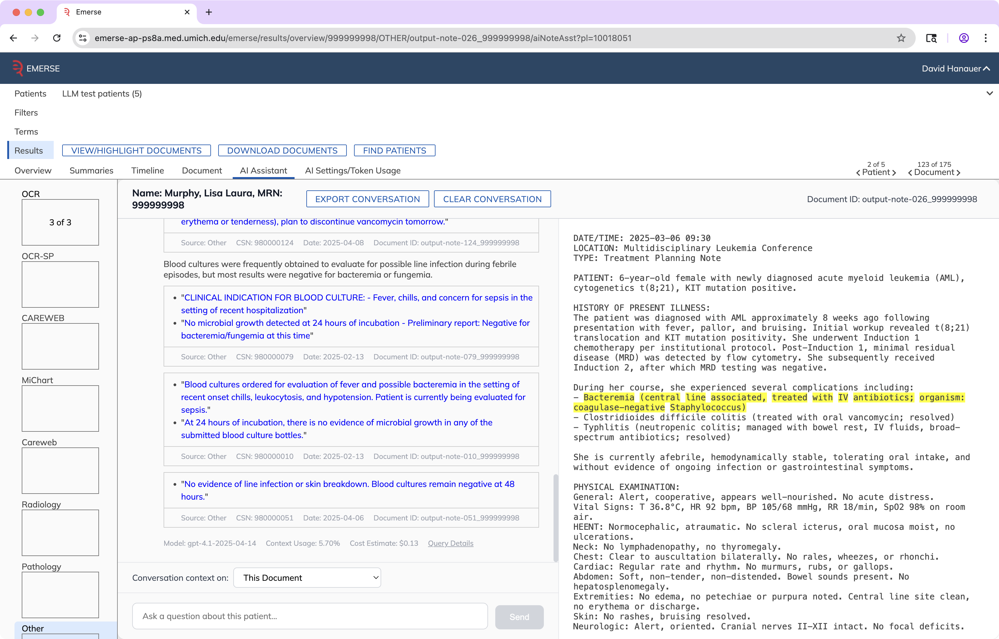 Emerse
emerse-ap-ps8a.med.umich.edu/emerse/results/overview/999999998/OTHER/output-note-026_999999998/aiNoteAsst?pl=10018051
EMERSE
David Hanauer
Patients LLM test patients (5)
Filters
Terms
Results VIEW/HIGHLIGHT DOCUMENTS DOWNLOAD DOCUMENTS FIND PATIENTS
Overview Summaries Timeline Document AI Assistant AI Settings/Token Usage
2 of 5
Patient
123 of 175
Document
OCR
3 of 3
OCR-SP
CAREWEB
MiChart
Careweb
Radiology
Pathology
Other
Name: Murphy, Lisa Laura, MRN:
999999998
EXPORT CONVERSATION CLEAR CONVERSATION
Document ID: output-note-026_999999998
erythema or tenderness), plan to discontinue vancomycin tomorrow."
Source: Other CSN: 980000124 Date: 2025-04-08 Document ID: output-note-124_999999998
Blood cultures were frequently obtained to evaluate for possible line infection during febrile
episodes, but most results were negative for bacteremia or fungemia.
• "CLINICAL INDICATION FOR BLOOD CULTURE: - Fever, chills, and concern for sepsis in the
setting of recent hospitalization"
• "No microbial growth detected at 24 hours of incubation - Preliminary report: Negative for
bacteremia/fungemia at this time"
Source: Other CSN: 980000079 Date: 2025-02-13 Document ID: output-note-079_999999998
• "Blood cultures ordered for evaluation of fever and possible bacteremia in the setting of
recent onset chills, leukocytosis, and hypotension. Patient is currently being evaluated for
sepsis."
• "At 24 hours of incubation, there is no evidence of microbial growth in any of the
submitted blood culture bottles."
Source: Other CSN: 980000010 Date: 2025-02-13 Document ID: output-note-010_999999998
• "No evidence of line infection or skin breakdown. Blood cultures remain negative at 48
hours."
Source: Other CSN: 980000051 Date: 2025-04-06 Document ID: output-note-051_999999998
Model: gpt-4.1-2025-04-14 Context Usage: 5.70% Cost Estimate: $0.13 Query Details
Conversation context on: This Document
Ask a question about this patient... Send
DATE/TIME: 2025-03-06 09:30
LOCATION: Multidisciplinary Leukemia Conference
TYPE: Treatment Planning Note
PATIENT: 6-year-old female with newly diagnosed acute myeloid leukemia (AML),
cytogenetics t(8;21), KIT mutation positive.
HISTORY OF PRESENT ILLNESS:
The patient was diagnosed with AML approximately 8 weeks ago following
presentation with fever, pallor, and bruising. Initial workup revealed t(8;21)
translocation and KIT mutation positivity. She underwent Induction 1
chemotherapy per institutional protocol. Post-Induction 1, minimal residual
disease (MRD) was detected by flow cytometry. She subsequently received
Induction 2, after which MRD testing was negative.
During her course, she experienced several complications including:
- Bacteremia (central line associated, treated with IV antibiotics; organism:
coagulase-negative Staphylococcus)
- Clostridioides difficile colitis (treated with oral vancomycin; resolved)
- Typhlitis (neutropenic colitis; managed with bowel rest, IV fluids, broad-
spectrum antibiotics; resolved)
She is currently afebrile, hemodynamically stable, tolerating oral intake, and
without evidence of ongoing infection or gastrointestinal symptoms.
PHYSICAL EXAMINATION:
General: Alert, cooperative, appears well-nourished. No acute distress.
Vital Signs: T 36.8°C, HR 92 bpm, BP 105/68 mmHg, RR 18/min, SpO2 98% on room
air.
HEENT: Normocephalic, atraumatic. No scleral icterus, oral mucosa moist, no
ulcerations.
Neck: No lymphadenopathy, no thyromegaly.
Chest: Clear to auscultation bilaterally. No rales, wheezes, or rhonchi.
Cardiac: Regular rate and rhythm. No murmurs, rubs, or gallops.
Abdomen: Soft, non-tender, non-distended. Bowel sounds present. No
hepatosplenomegaly.
Extremities: No edema, no petechiae or purpura noted. Central line site clean,
no erythema or discharge.
Skin: No rashes, bruising resolved.
Neurologic: Alert, oriented. Cranial nerves II-XII intact. No focal deficits.